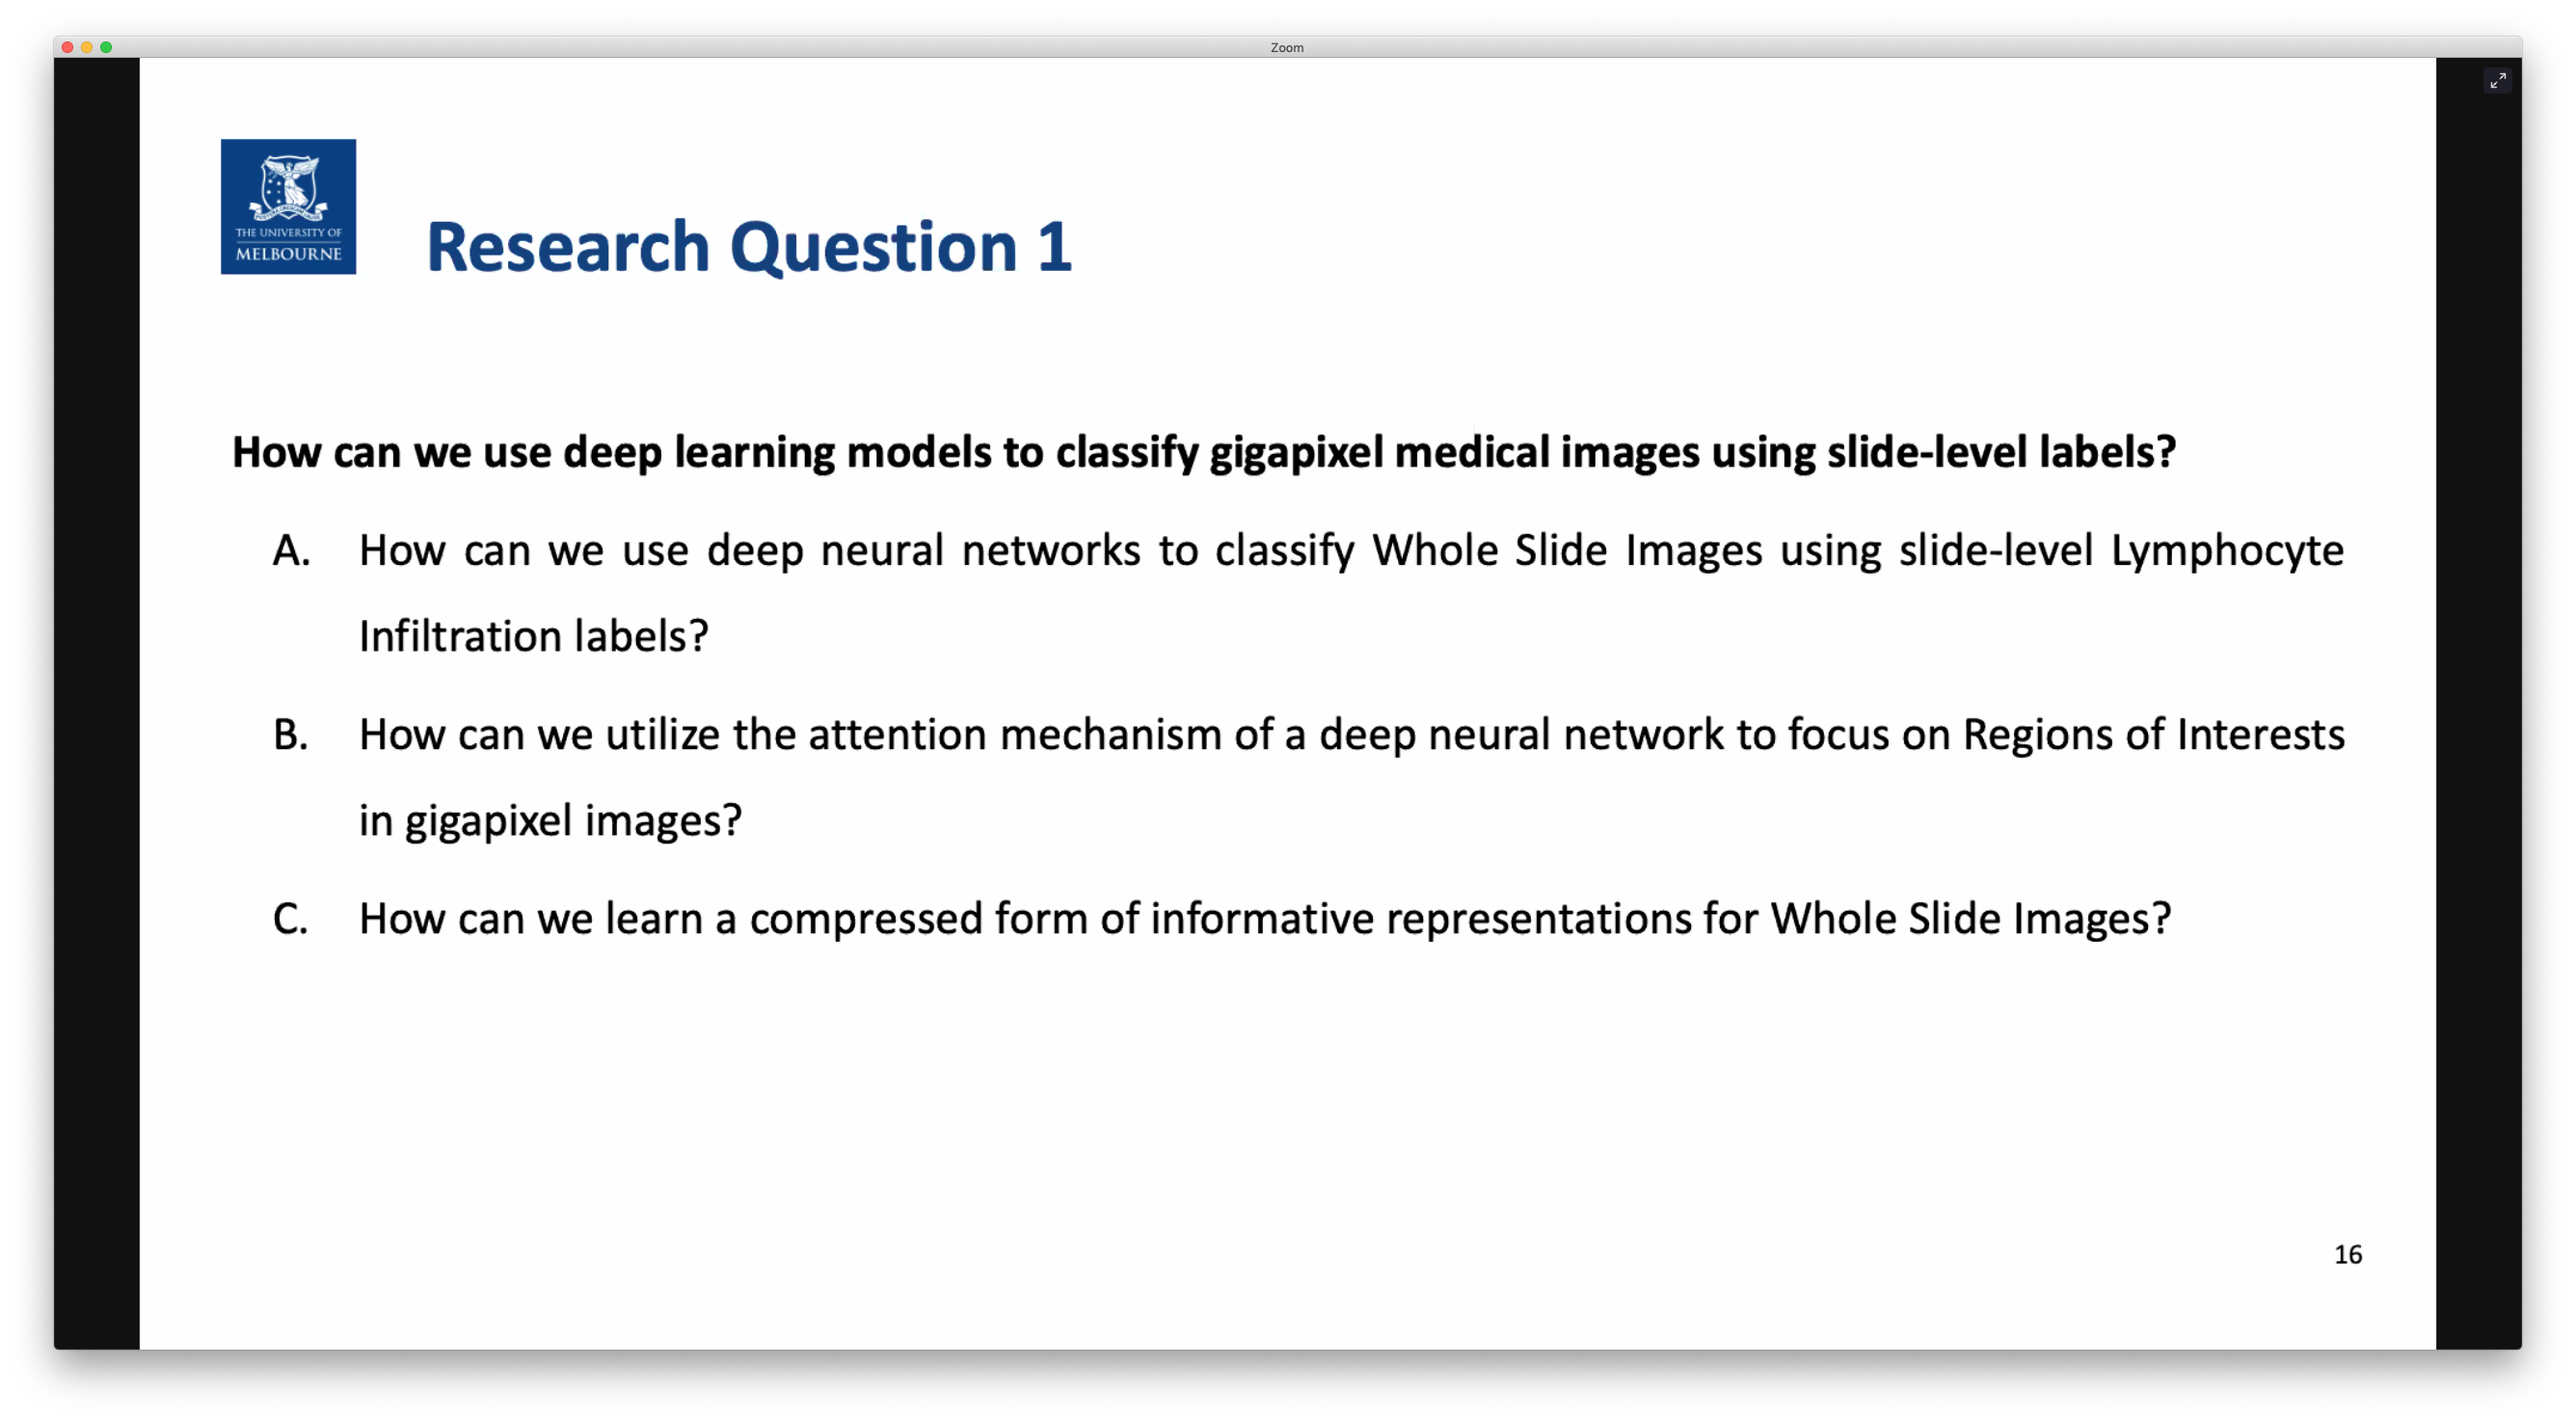 Zoom
THE UNIVERSITY OF
MELBOURNE
Research Question 1
How can we use deep learning models to classify gigapixel medical images using slide-level labels?
A. How can we use deep neural networks to classify Whole Slide Images using slide-level Lymphocyte
Infiltration labels?
B. How can we utilize the attention mechanism of a deep neural network to focus on Regions of Interests
in gigapixel images?
C. How can we learn a compressed form of informative representations for Whole Slide Images?
16